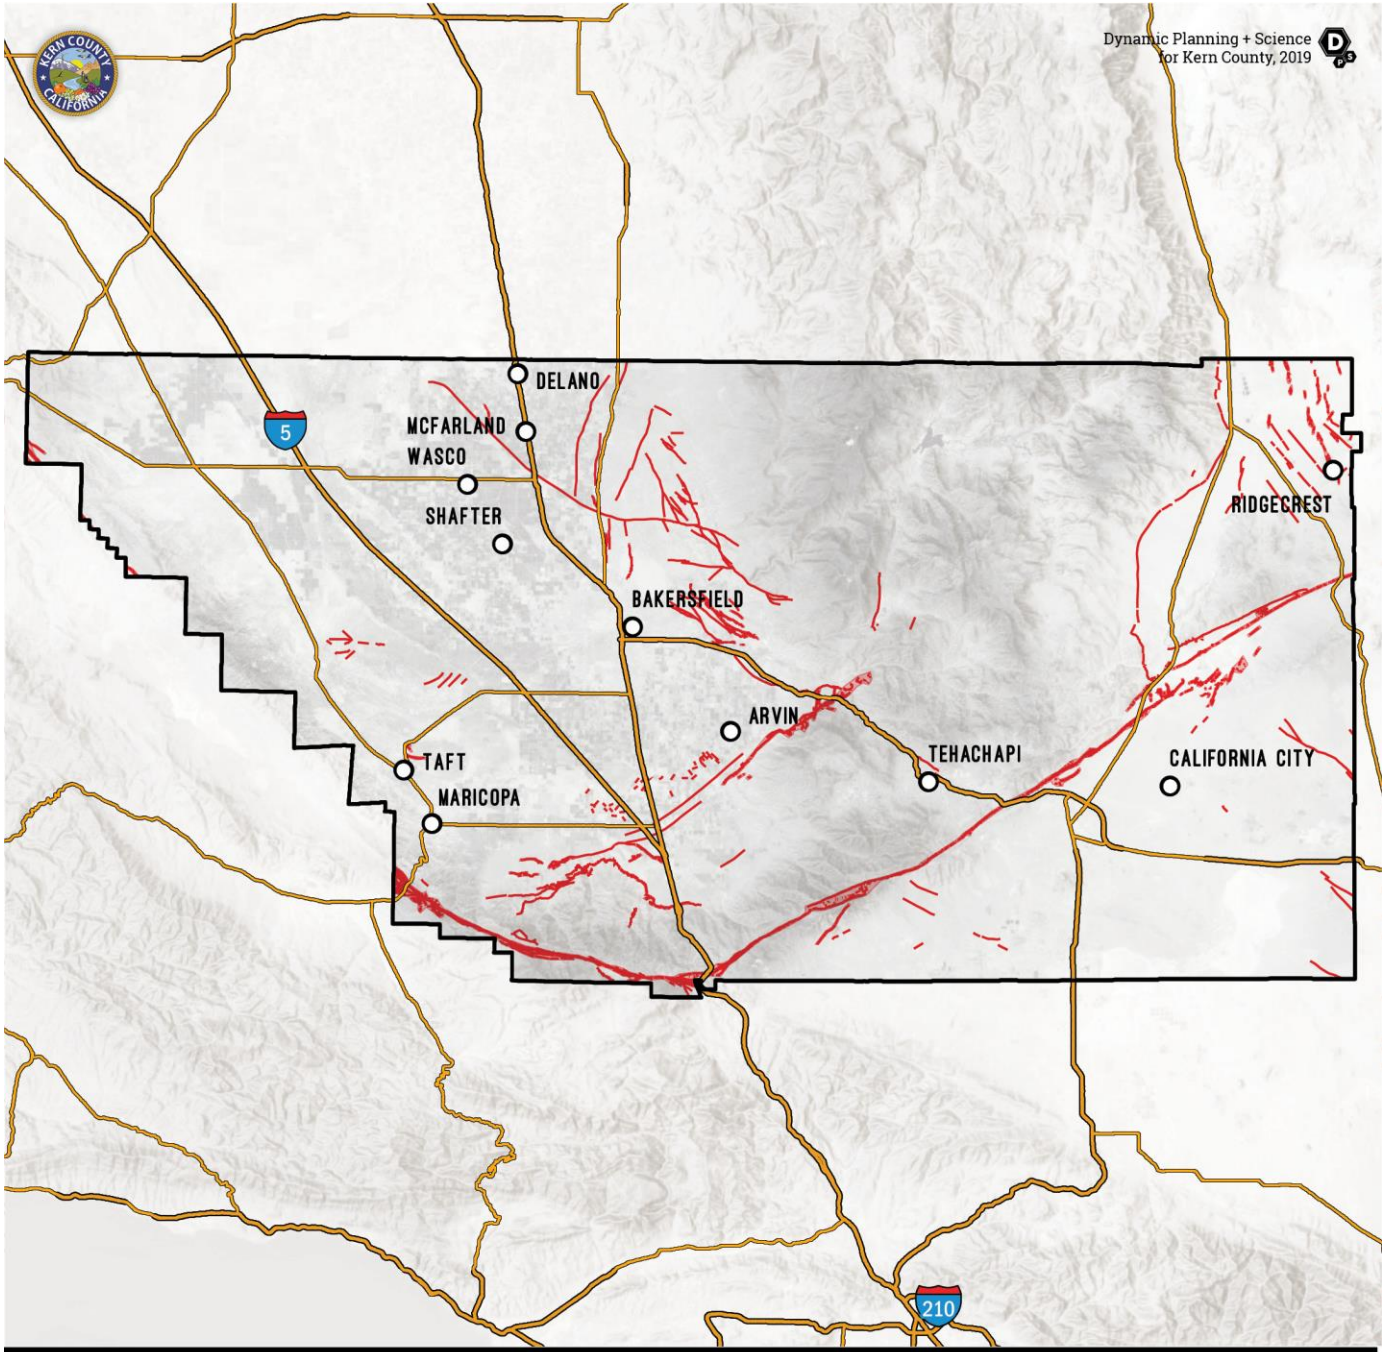 KERN COUNTY
CALIFORNIA
Dynamic Planning + Science
for Kern County, 2019
D
P
S
DELANO
MCFARLAND
5
WASCO
RIDGECREST
SHAFTER
BAKERSFIELD
ARVIN
TEHACHAPI
CALIFORNIA CITY
TAFT
MARICOPA
210